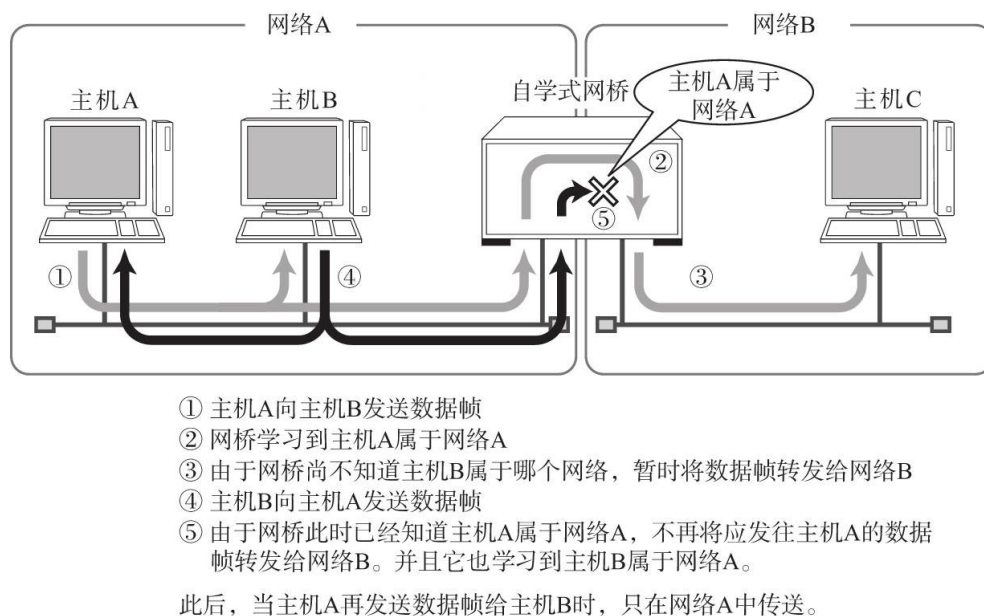 网络A
网络B
主机A
主机B
自学式网桥
主机A属于
网络A
主机C
②
⑤
①
④
③
① 主机A向主机B发送数据帧
② 网桥学习到主机A属于网络A
③ 由于网桥尚不知道主机B属于哪个网络，暂时将数据帧转发给网络B
④ 主机B向主机A发送数据帧
⑤ 由于网桥此时已经知道主机A属于网络A，不再将应发往主机A的数据
帧转发给网络B。并且它也学习到主机B属于网络A。
此后，当主机A再发送数据帧给主机B时，只在网络A中传送。